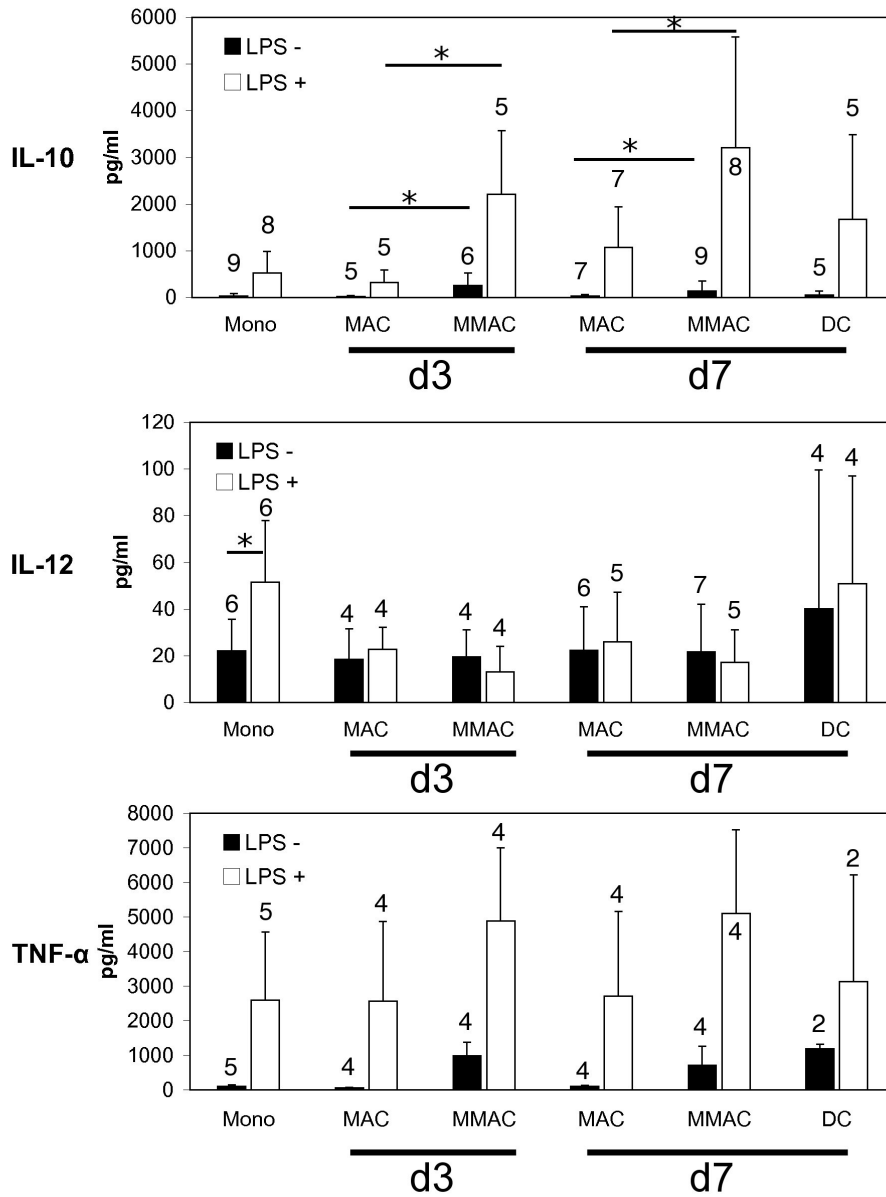 6000
5000
4000
3000
2000
1000
0
IL-10
pg/ml
LPS -
LPS +
* *
* *
9 8 5 5 6 5 7 7 9 8 5 5
Mono MAC MMAC MAC MMAC DC
d3 d7
120
100
80
60
40
20
0
IL-12
pg/ml
LPS -
LPS +
*
6 6 4 4 4 4 6 5 7 5 4 4
Mono MAC MMAC MAC MMAC DC
d3 d7
8000
7000
6000
5000
4000
3000
2000
1000
0
TNF-α
pg/ml
LPS -
LPS +
5 5 4 4 4 4 4 4 4 4 2 2
Mono MAC MMAC MAC MMAC DC
d3 d7